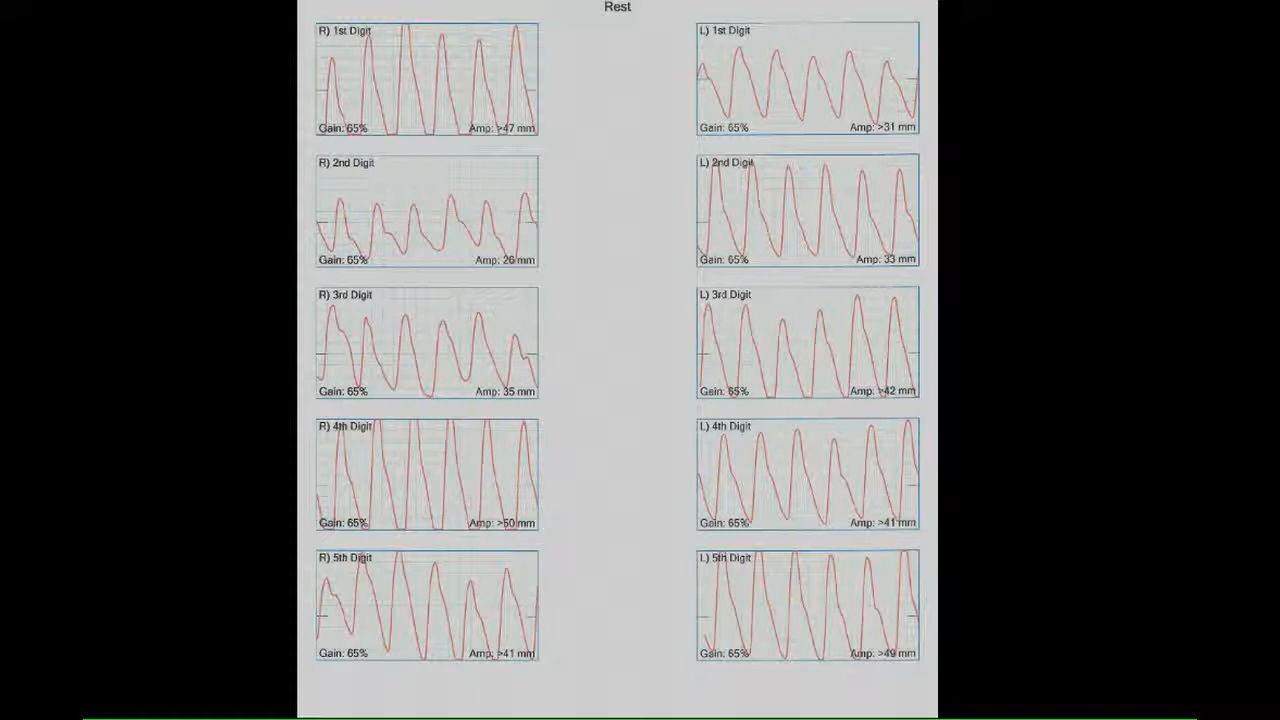 Rest
R) 1st Digit
Gain: 65% Amp: >47 mm
L) 1st Digit
Gain: 65% Amp: >31 mm
R) 2nd Digit
Gain: 65% Amp: 26 mm
L) 2nd Digit
Gain: 65% Amp: 33 mm
R) 3rd Digit
Gain: 65% Amp: 35 mm
L) 3rd Digit
Gain: 65% Amp: >42 mm
R) 4th Digit
Gain: 65% Amp: >50 mm
L) 4th Digit
Gain: 65% Amp: >41 mm
R) 5th Digit
Gain: 65% Amp: >41 mm
L) 5th Digit
Gain: 65% Amp: >49 mm